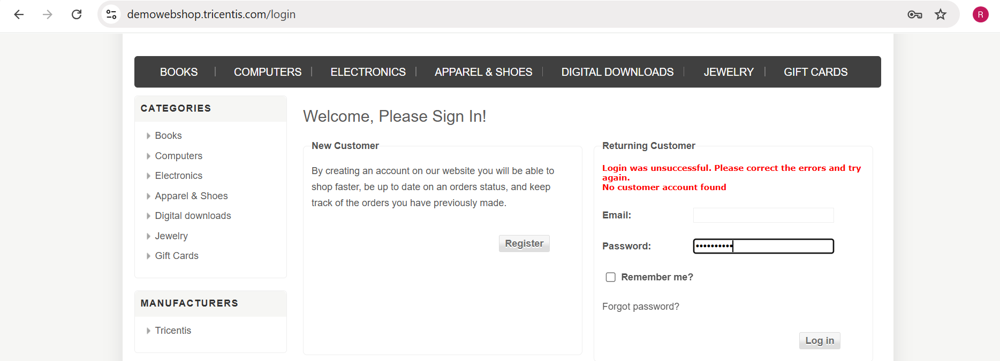 demowebshop.tricentis.com/login
R
BOOKS
COMPUTERS
ELECTRONICS
APPAREL & SHOES
DIGITAL DOWNLOADS
JEWELRY
GIFT CARDS
CATEGORIES
Books
Computers
Electronics
Apparel & Shoes
Digital downloads
Jewelry
Gift Cards
MANUFACTURERS
Tricentis
Welcome, Please Sign In!
New Customer
By creating an account on our website you will be able to
shop faster, be up to date on an orders status, and keep
track of the orders you have previously made.
Register
Returning Customer
Login was unsuccessful. Please correct the errors and try
again.
No customer account found
Email:
Password:
••••••••••
Remember me?
Forgot password?
Log in